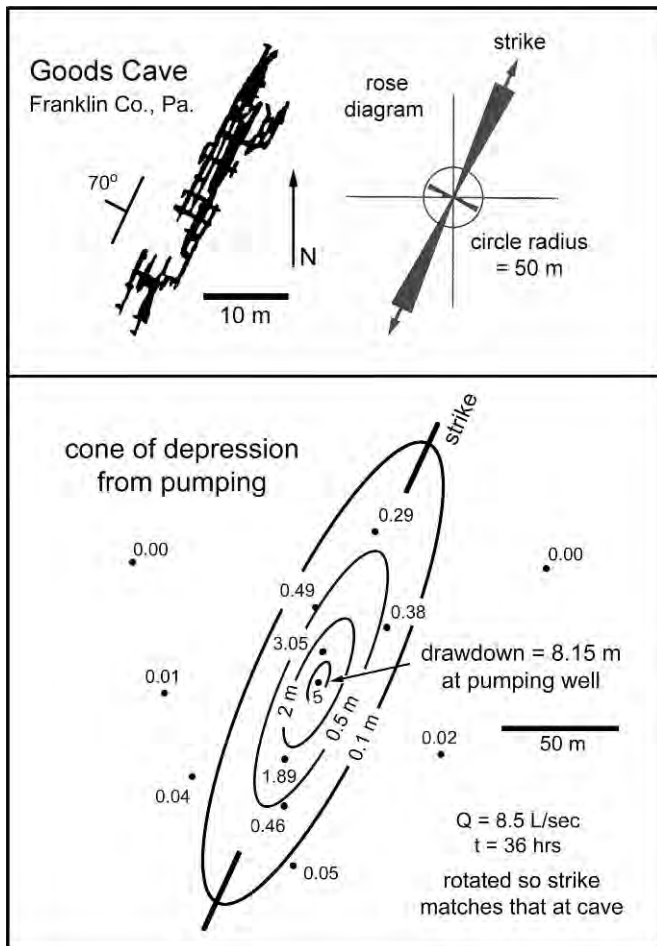 Goods Cave
Franklin Co., Pa.
70°
N
10 m
strike
rose
diagram
circle radius
= 50 m
cone of depression
from pumping
strike
0.29
0.00
0.00
0.49
0.38
3.05
drawdown = 8.15 m
at pumping well
5
2 m
0.5 m
0.1 m
0.01
50 m
0.02
1.89
0.04
0.46
0.05
Q = 8.5 L/sec
t = 36 hrs
rotated so strike
matches that at cave